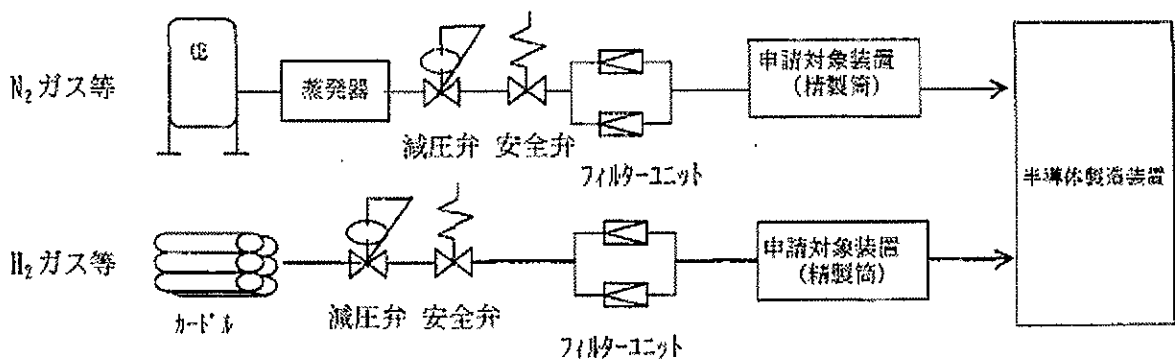 N₂ガス等
CE
蒸発器
減圧弁
安全弁
フィルターユニット
申請対象装置
(精製筒)
半導体製造装置
H₂ガス等
カードル
減圧弁
安全弁
フィルターユニット
申請対象装置
(精製筒)